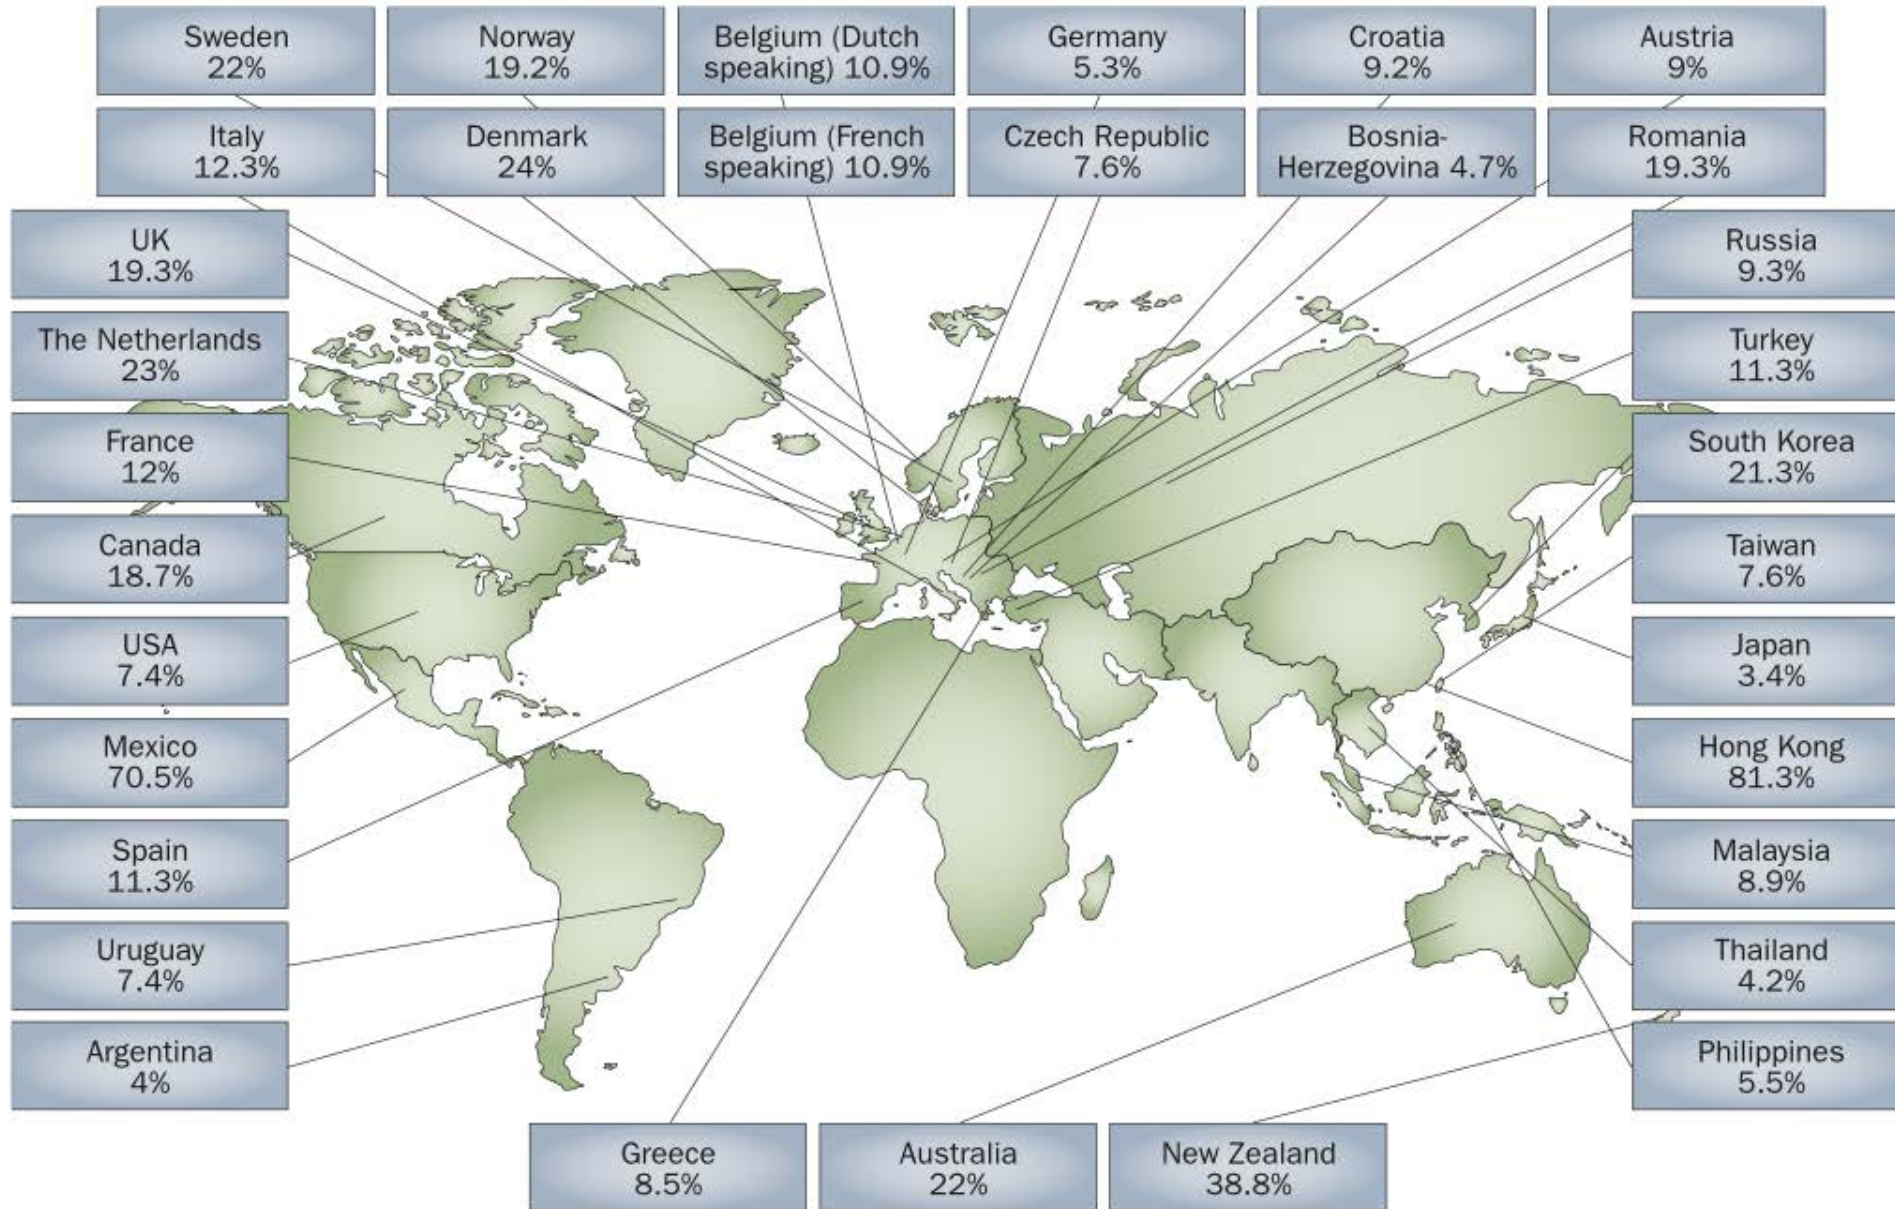 Sweden
22%
Norway
19.2%
Belgium (Dutch
speaking) 10.9%
Germany
5.3%
Croatia
9.2%
Austria
9%
Italy
12.3%
Denmark
24%
Belgium (French
speaking) 10.9%
Czech Republic
7.6%
Bosnia-
Herzegovina 4.7%
Romania
19.3%
UK
19.3%
The Netherlands
23%
France
12%
Canada
18.7%
USA
7.4%
Mexico
70.5%
Spain
11.3%
Uruguay
7.4%
Argentina
4%
Russia
9.3%
Turkey
11.3%
South Korea
21.3%
Taiwan
7.6%
Japan
3.4%
Hong Kong
81.3%
Malaysia
8.9%
Thailand
4.2%
Philippines
5.5%
Greece
8.5%
Australia
22%
New Zealand
38.8%